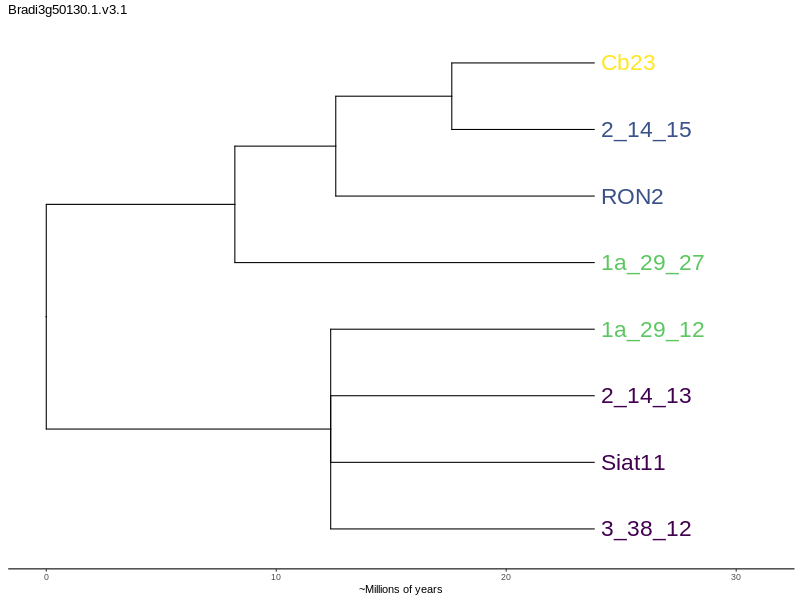 Bradi3g50130.1.v3.1
Cb23
2_14_15
RON2
1a_29_27
1a_29_12
2_14_13
Siat11
3_38_12
0 10 20 30
~Millions of years